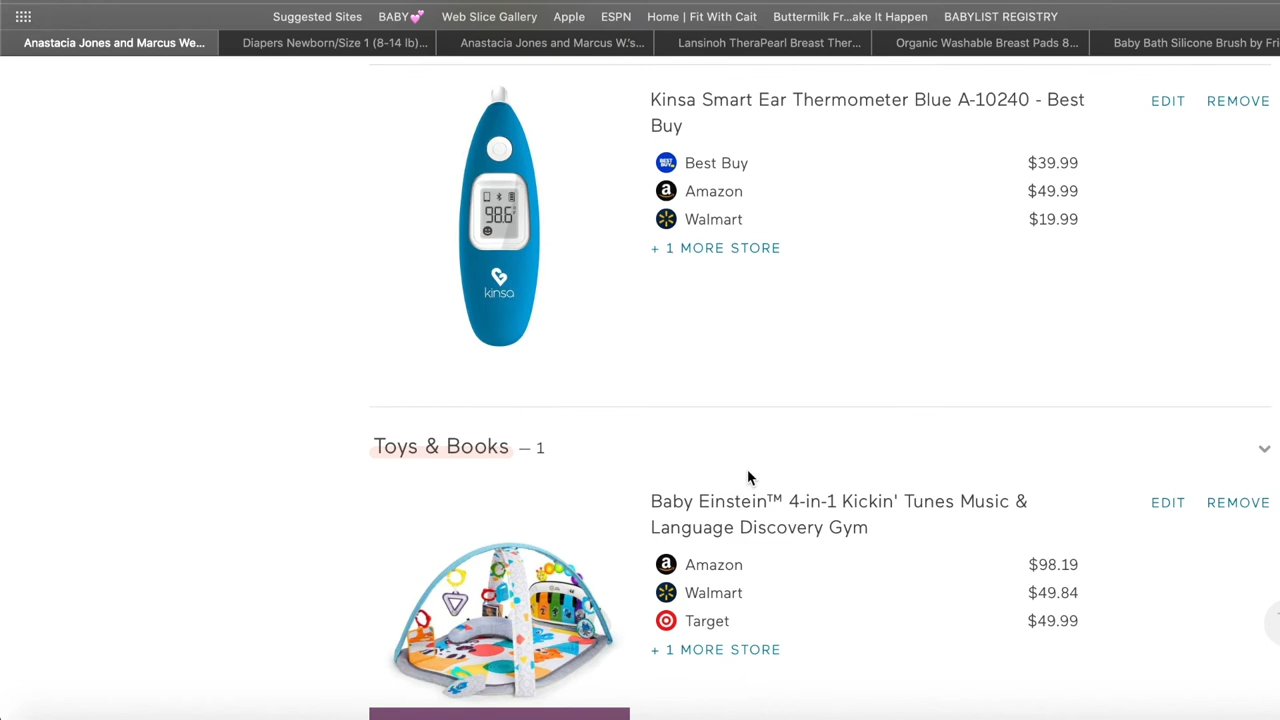 Suggested Sites BABY💕 Web Slice Gallery Apple ESPN Home | Fit With Cait Buttermilk Fr...ake It Happen BABYLIST REGISTRY
Anastacia Jones and Marcus We... Diapers Newborn/Size 1 (8-14 lb)... Anastacia Jones and Marcus W.'s... Lansinoh TheraPearl Breast Ther... Organic Washable Breast Pads 8... Baby Bath Silicone Brush by Fri
Kinsa Smart Ear Thermometer Blue A-10240 - Best
Buy
EDIT REMOVE
BEST BUY Best Buy $39.99
a Amazon $49.99
Walmart $19.99
+ 1 MORE STORE
98.6
kinsa
Toys & Books — 1
Baby Einstein™ 4-in-1 Kickin' Tunes Music &
Language Discovery Gym
EDIT REMOVE
a Amazon $98.19
Walmart $49.84
Target $49.99
+ 1 MORE STORE